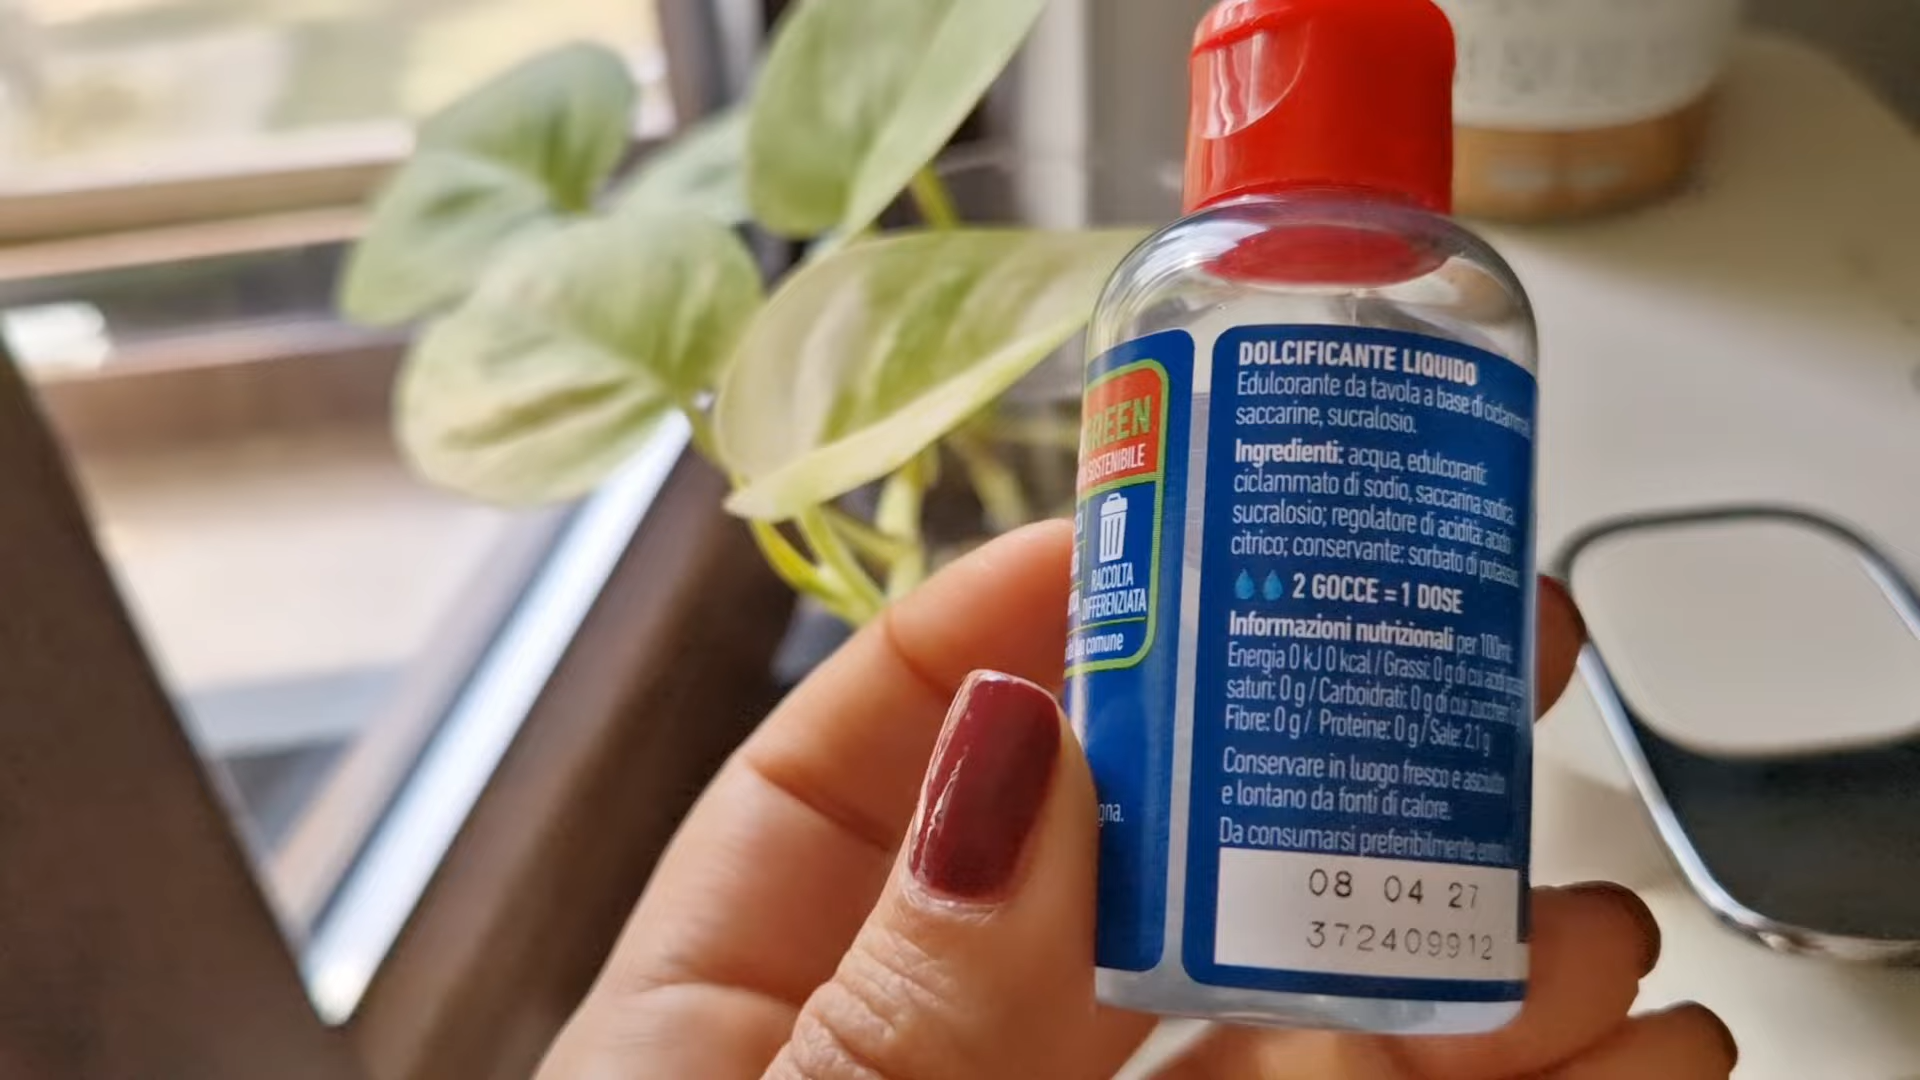 GREEN
SOSTENIBILE
RACCOLTA
DIFFERENZIATA
comune
gna.
DOLCIFICANTE LIQUIDO
Edulcorante da tavola a base di ciclamma
saccarine, sucralosio.
Ingredienti: acqua, edulcoranti:
ciclammato di sodio, saccarina sodica,
sucralosio; regolatore di acidità: acido
citrico; conservante: sorbato di potassio.
2 GOCCE = 1 DOSE
Informazioni nutrizionali per 100ml:
Energia 0 kJ 0 kcal / Grassi: 0 g di cui acidi grassi
saturi: 0 g / Carboidrati: 0 g di cui zuccheri
Fibre: 0 g / Proteine: 0 g / Sale: 2,1 g
Conservare in luogo fresco e asciutto
e lontano da fonti di calore.
Da consumarsi preferibilmente entro il:
08 04 27
372409912